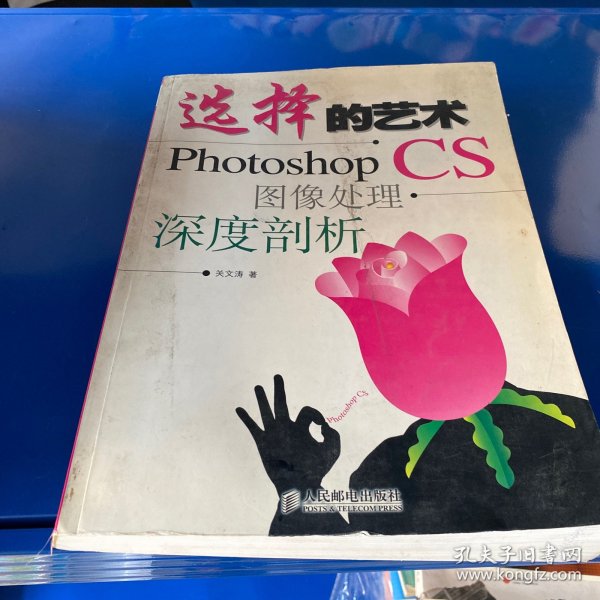 选择的艺术
Photoshop CS
图像处理
深度剖析
关文涛 著
Photoshop CS
人民邮电出版社
POSTS & TELECOM PRESS
孔夫子旧书网
www.kongfz.com